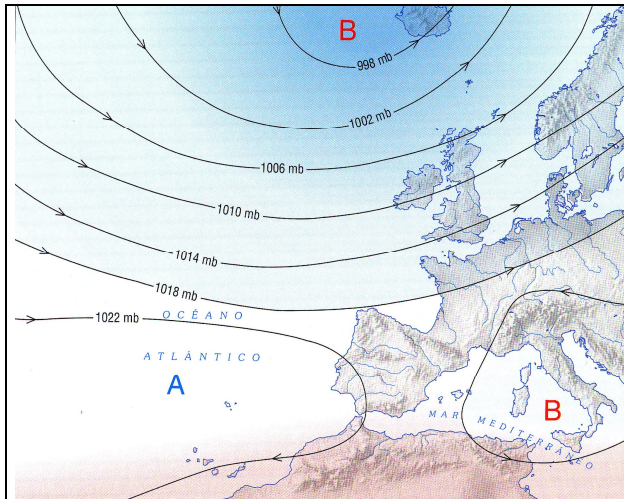 B
998 mb
1002 mb
1006 mb
1010 mb
1014 mb
1018 mb
1022 mb
OCÉANO
ATLÁNTICO
A
B
MAR MEDITERRÁNEO